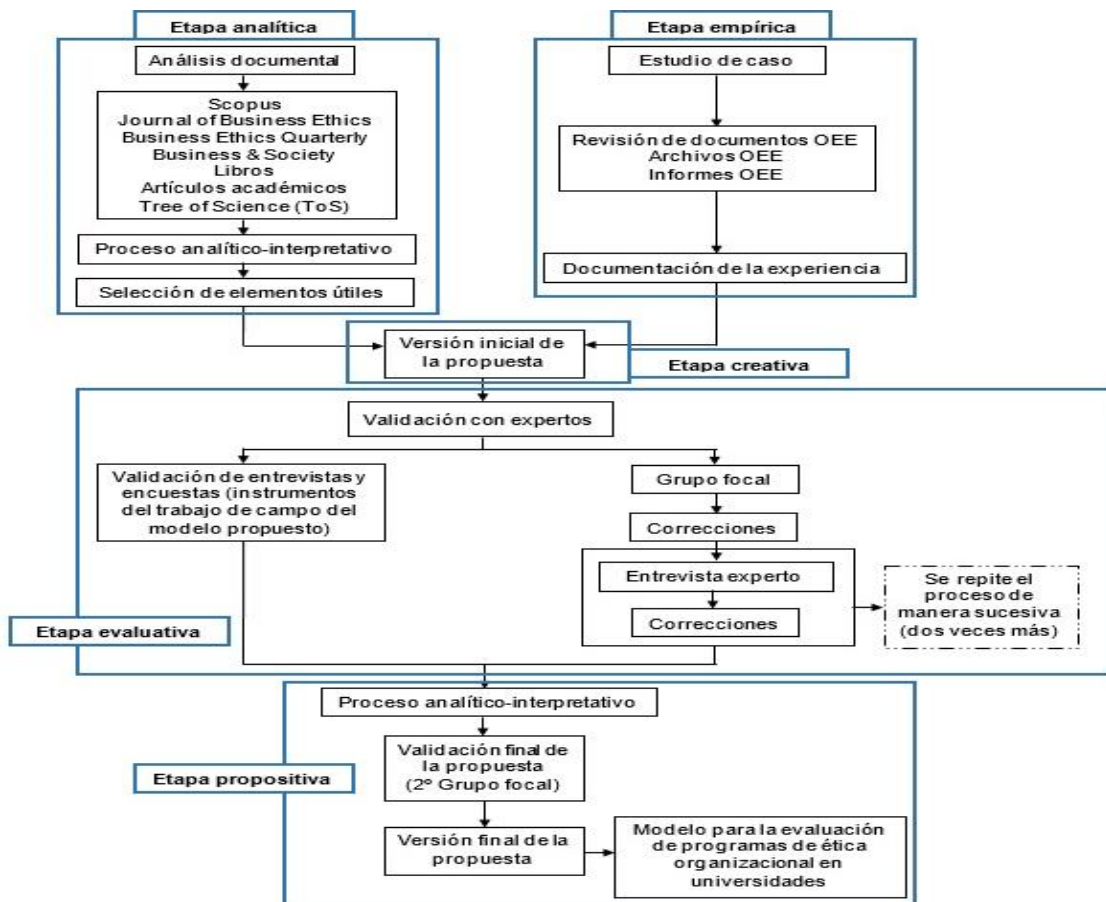 Etapa analítica
Análisis documental
Scopus
Journal of Business Ethics
Business Ethics Quarterly
Business & Society
Libros
Artículos académicos
Tree of Science (ToS)
Proceso analítico-interpretativo
Selección de elementos útiles
Etapa empírica
Estudio de caso
Revisión de documentos OEE
Archivos OEE
Informes OEE
Documentación de la experiencia
Versión inicial de
la propuesta
Etapa creativa
Validación con expertos
Validación de entrevistas y
encuestas (instrumentos
del trabajo de campo del
modelo propuesto)
Grupo focal
Correcciones
Entrevista experto
Correcciones
Se repite el
proceso de
manera sucesiva
(dos veces más)
Etapa evaluativa
Proceso analítico-interpretativo
Validación final de
la propuesta
(2º Grupo focal)
Etapa propositiva
Versión final de la
propuesta
Modelo para la evaluación
de programas de ética
organizacional en
universidades